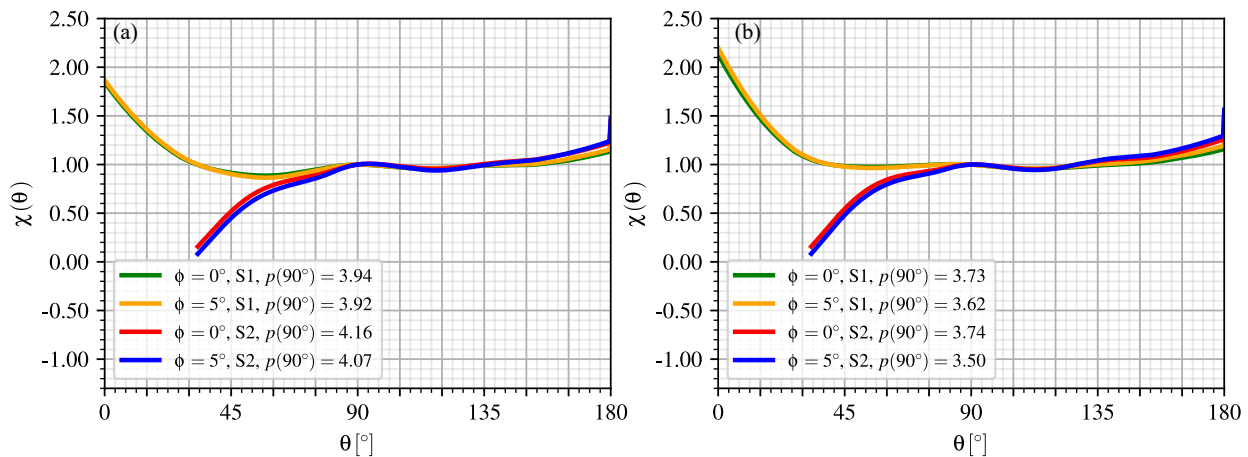 (a)
2.50
2.00
1.50
1.00
0.50
0.00
-0.50
-1.00
χ(θ)
ϕ = 0°, S1, p(90°) = 3.94
ϕ = 5°, S1, p(90°) = 3.92
ϕ = 0°, S2, p(90°) = 4.16
ϕ = 5°, S2, p(90°) = 4.07
0 45 90 135 180
θ [°]
(b)
2.50
2.00
1.50
1.00
0.50
0.00
-0.50
-1.00
χ(θ)
ϕ = 0°, S1, p(90°) = 3.73
ϕ = 5°, S1, p(90°) = 3.62
ϕ = 0°, S2, p(90°) = 3.74
ϕ = 5°, S2, p(90°) = 3.50
0 45 90 135 180
θ [°]